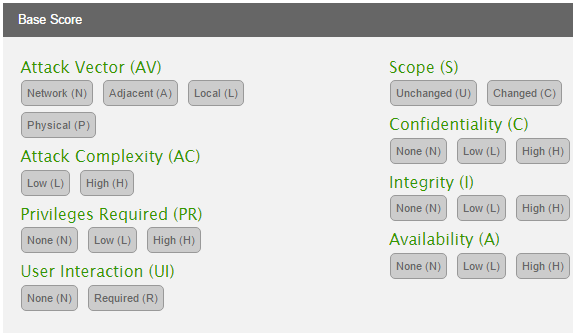 Base Score
Attack Vector (AV)
Network (N) Adjacent (A) Local (L)
Physical (P)
Attack Complexity (AC)
Low (L) High (H)
Privileges Required (PR)
None (N) Low (L) High (H)
User Interaction (UI)
None (N) Required (R)
Scope (S)
Unchanged (U) Changed (C)
Confidentiality (C)
None (N) Low (L) High (H)
Integrity (I)
None (N) Low (L) High (H)
Availability (A)
None (N) Low (L) High (H)